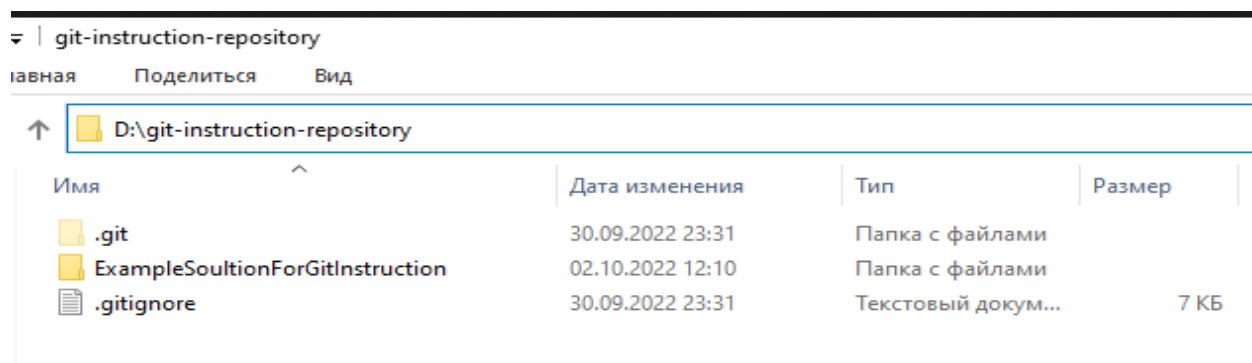 git-instruction-repository
лавная Поделиться Вид
D:\git-instruction-repository
Имя Дата изменения Тип Размер
.git 30.09.2022 23:31 Папка с файлами
ExampleSoultionForGitInstruction 02.10.2022 12:10 Папка с файлами
.gitignore 30.09.2022 23:31 Текстовый докум... 7 КБ